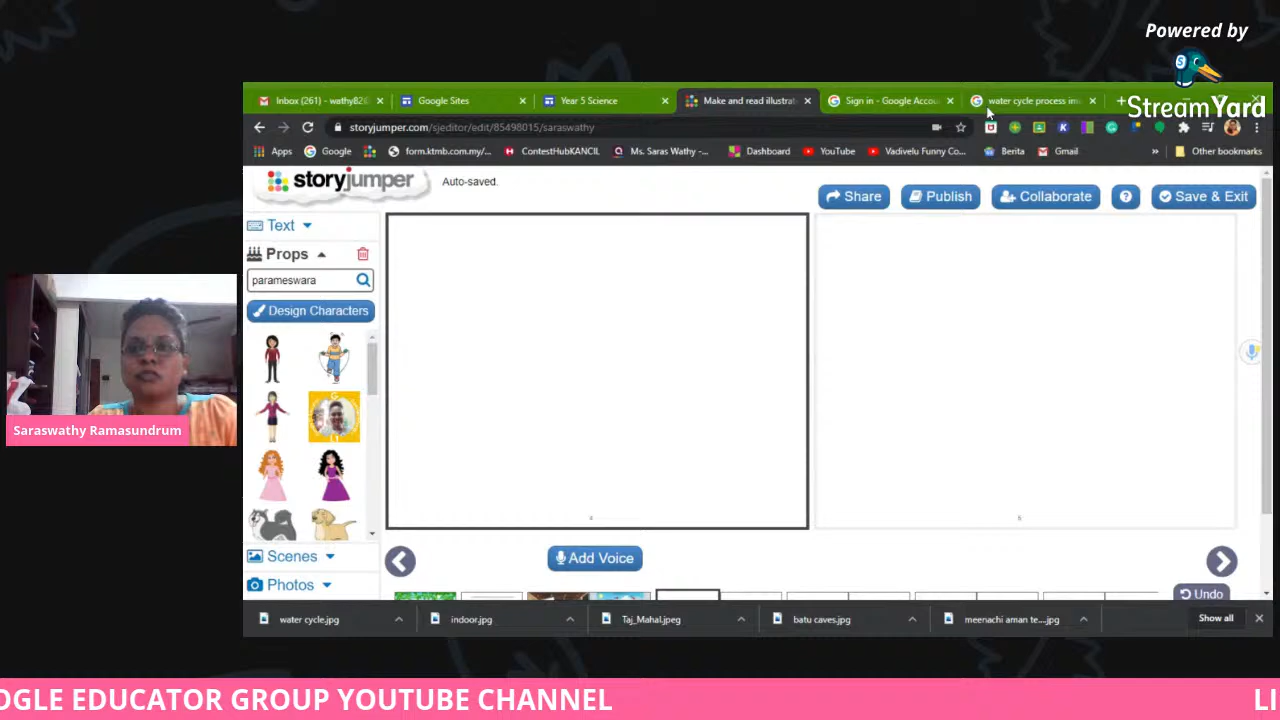 Powered by
StreamYard
Inbox (261) - wathy82@
Google Sites
Year 5 Science
Make and read illustrat
Sign in - Google Accou
water cycle process im
storyjumper.com/sjeditor/edit/85498015/saraswathy
Apps
Google
form.ktmb.com.my/...
ContestHubKANCIL
Ms. Saras Wathy -...
Dashboard
YouTube
Vadivelu Funny Co...
Berita
Gmail
»
Other bookmarks
storyjumper
Auto-saved.
Share
Publish
Collaborate
?
Save & Exit
Text
Props
parameswara
Design Characters
Scenes
Photos
Add Voice
Undo
Saraswathy Ramasundrum
water cycle.jpg
indoor.jpg
Taj_Mahal.jpeg
batu caves.jpg
meenachi aman te....jpg
Show all
OGLE EDUCATOR GROUP YOUTUBE CHANNEL
LI